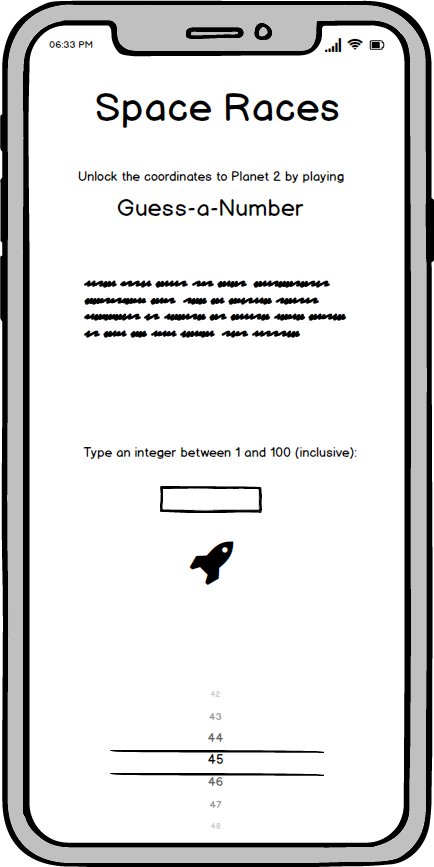 06:33 PM
Space Races
Unlock the coordinates to Planet 2 by playing
Guess-a-Number
Type an integer between 1 and 100 (inclusive):
42
43
44
45
46
47
48